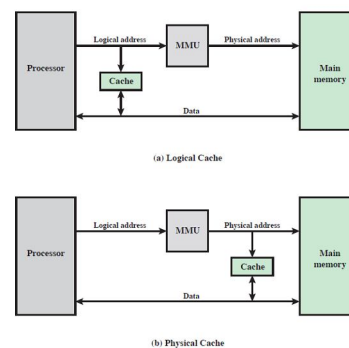 Logical address
Physical address
Processor
MMU
Main
memory
Cache
Data
(a) Logical Cache
Logical address
Physical address
Processor
MMU
Main
memory
Cache
Data
(b) Physical Cache